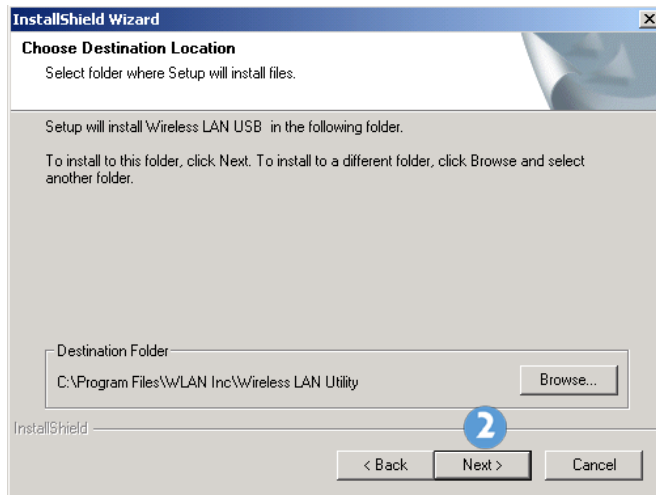 InstallShield Wizard
Choose Destination Location
Select folder where Setup will install files.
Setup will install Wireless LAN USB  in the following folder.
To install to this folder, click Next. To install to a different folder, click Browse and select
another folder.
Destination Folder
C:\Program Files\WLAN Inc\Wireless LAN Utility
Browse...
InstallShield
2
< Back
Next >
Cancel